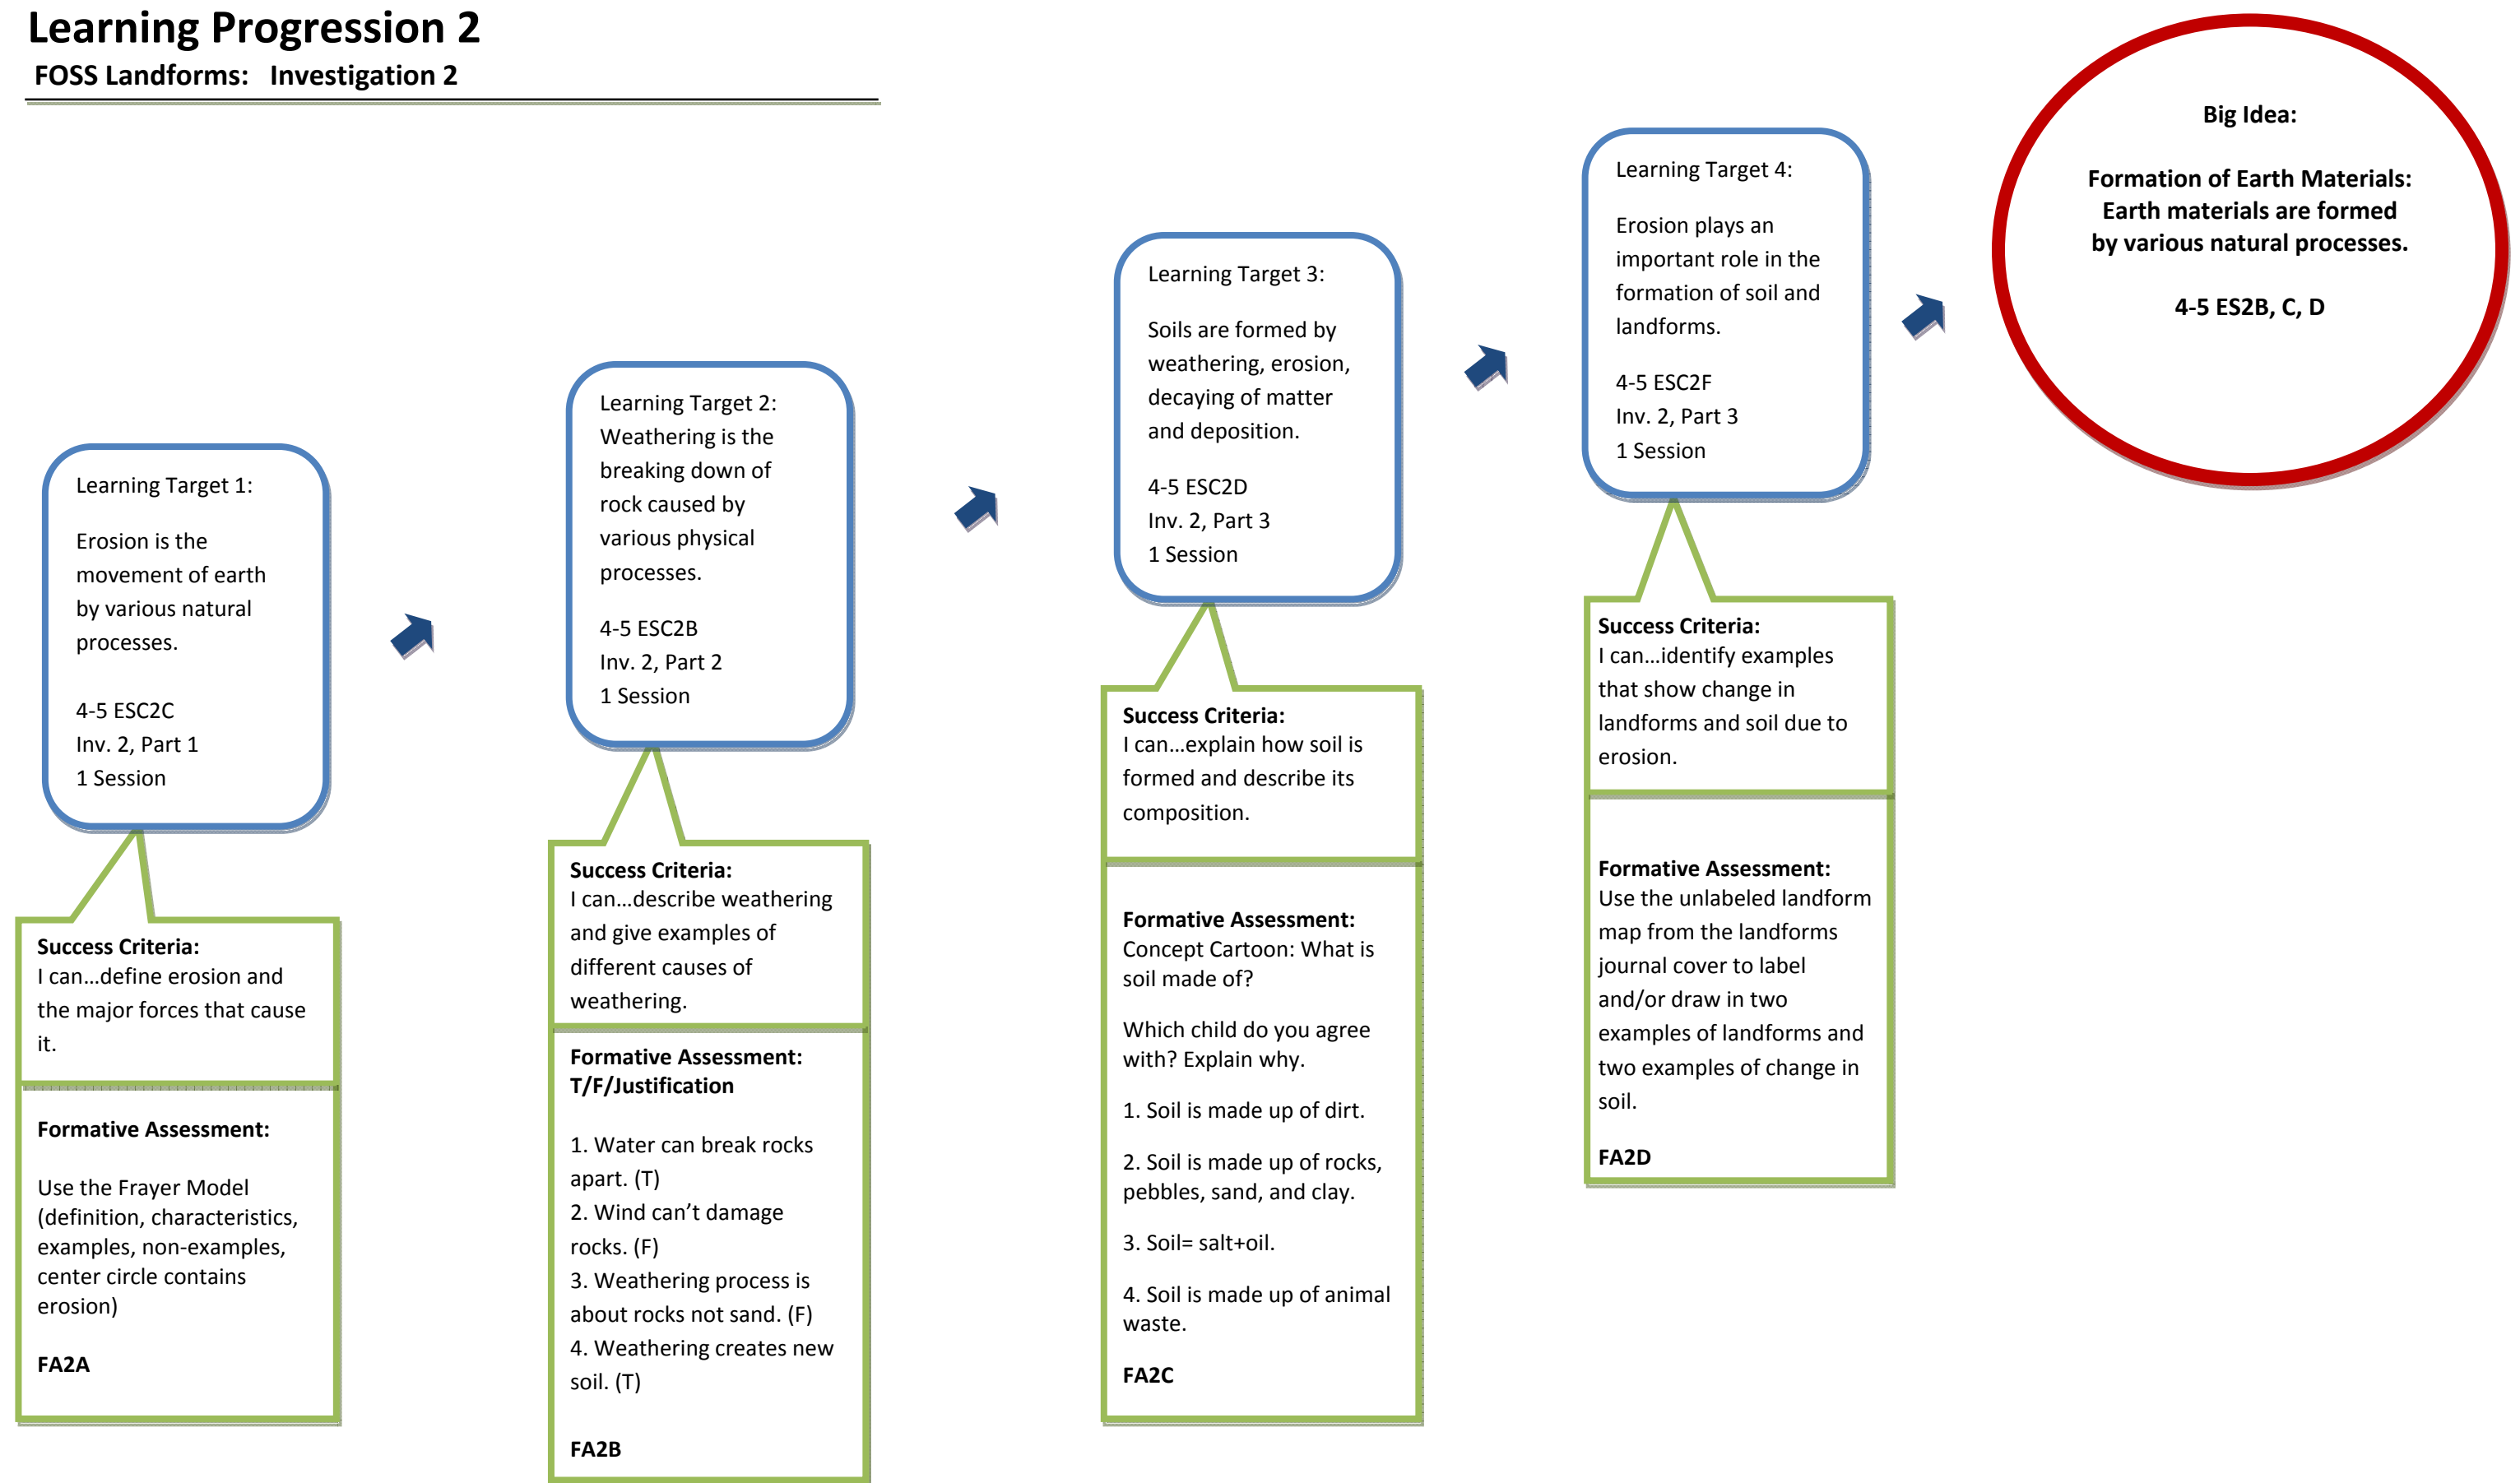 Learning Progression 2
FOSS Landforms: Investigation 2
Learning Target 1:
Erosion is the
movement of earth
by various natural
processes.
4-5 ESC2C
Inv. 2, Part 1
1 Session
Success Criteria:
I can…define erosion and
the major forces that cause
it.
Formative Assessment:
Use the Frayer Model
(definition, characteristics,
examples, non-examples,
center circle contains
erosion)
FA2A
Learning Target 2:
Weathering is the
breaking down of
rock caused by
various physical
processes.
4-5 ESC2B
Inv. 2, Part 2
1 Session
Success Criteria:
I can…describe weathering
and give examples of
different causes of
weathering.
Formative Assessment:
T/F/Justification
1. Water can break rocks
apart. (T)
2. Wind can’t damage
rocks. (F)
3. Weathering process is
about rocks not sand. (F)
4. Weathering creates new
soil. (T)
FA2B
Learning Target 3:
Soils are formed by
weathering, erosion,
decaying of matter
and deposition.
4-5 ESC2D
Inv. 2, Part 3
1 Session
Success Criteria:
I can…explain how soil is
formed and describe its
composition.
Formative Assessment:
Concept Cartoon: What is
soil made of?
Which child do you agree
with? Explain why.
1. Soil is made up of dirt.
2. Soil is made up of rocks,
pebbles, sand, and clay.
3. Soil= salt+oil.
4. Soil is made up of animal
waste.
FA2C
Learning Target 4:
Erosion plays an
important role in the
formation of soil and
landforms.
4-5 ESC2F
Inv. 2, Part 3
1 Session
Success Criteria:
I can…identify examples
that show change in
landforms and soil due to
erosion.
Formative Assessment:
Use the unlabeled landform
map from the landforms
journal cover to label
and/or draw in two
examples of landforms and
two examples of change in
soil.
FA2D
Big Idea:
Formation of Earth Materials:
Earth materials are formed
by various natural processes.
4-5 ES2B, C, D